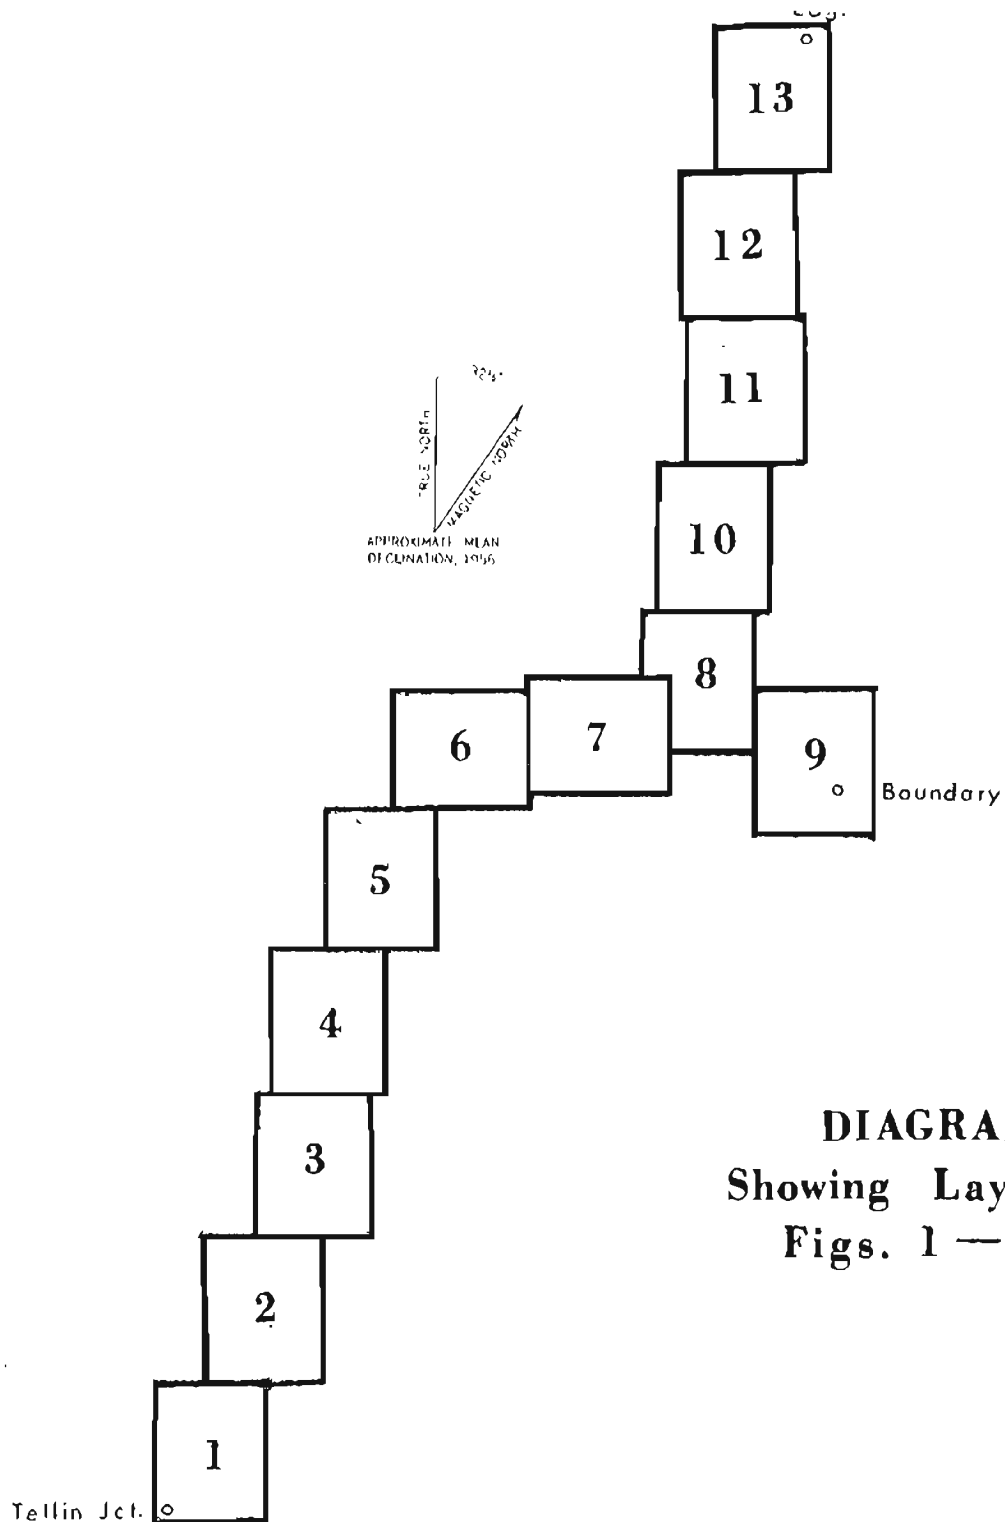 13
12
11
TRUE NORTH
MAGNETIC NORTH
APPROXIMATE MEAN
DECLINATION, 1956
10
8
6
7
9
Boundary
5
4
3
DIAGRA
Showing Lay
Figs. 1 —
2
1
Tellin Jct.